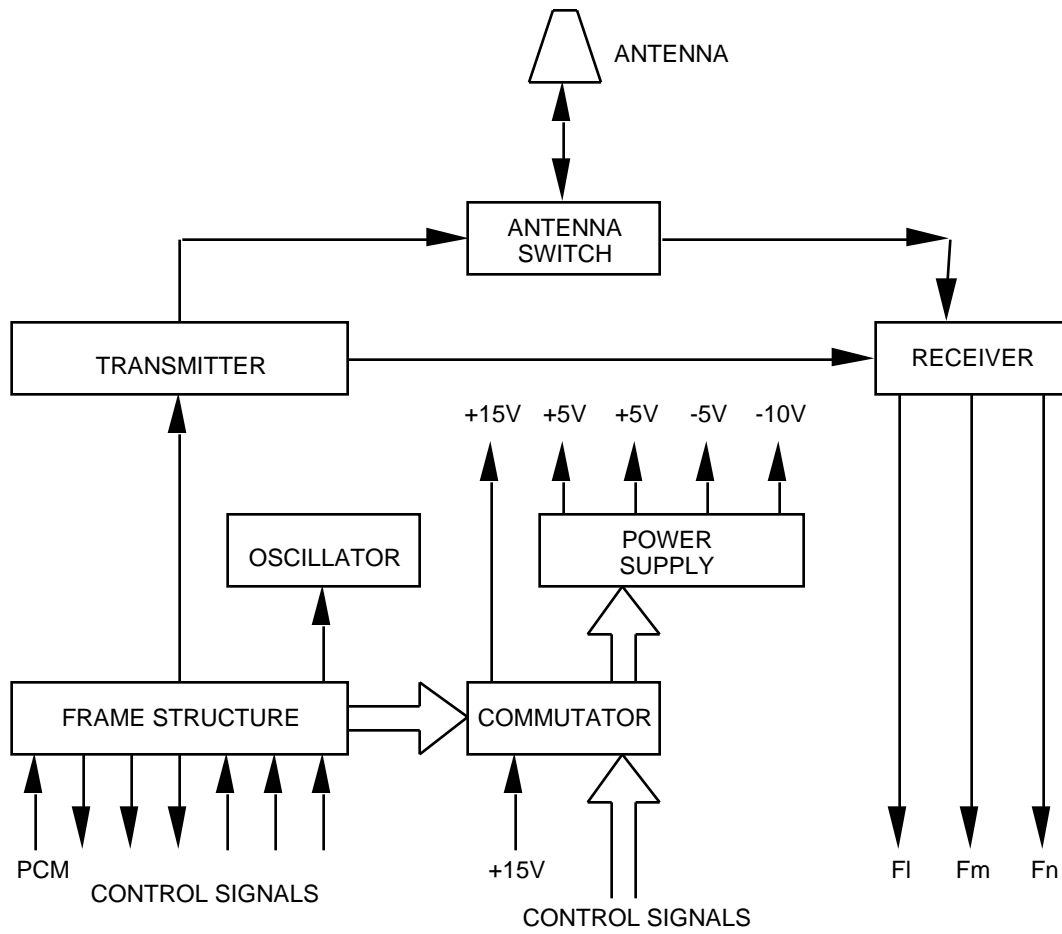 ANTENNA
ANTENNA
SWITCH
TRANSMITTER
RECEIVER
+15V
+5V
+5V
-5V
-10V
OSCILLATOR
POWER
SUPPLY
FRAME STRUCTURE
COMMUTATOR
PCM
CONTROL SIGNALS
+15V
CONTROL SIGNALS
Fl
Fm
Fn